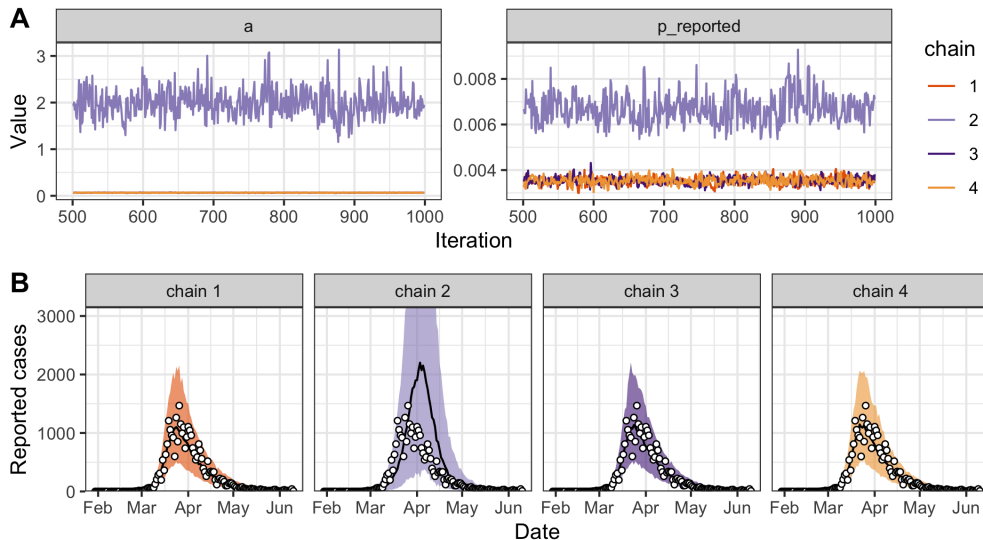 A
a
p_reported
Value
3
2
1
0
0.008
0.006
0.004
500 600 700 800 900 1000
500 600 700 800 900 1000
Iteration
chain
1
2
3
4
B
chain 1
chain 2
chain 3
chain 4
Reported cases
3000
2000
1000
0
Feb Mar Apr May Jun
Feb Mar Apr May Jun
Feb Mar Apr May Jun
Feb Mar Apr May Jun
Date